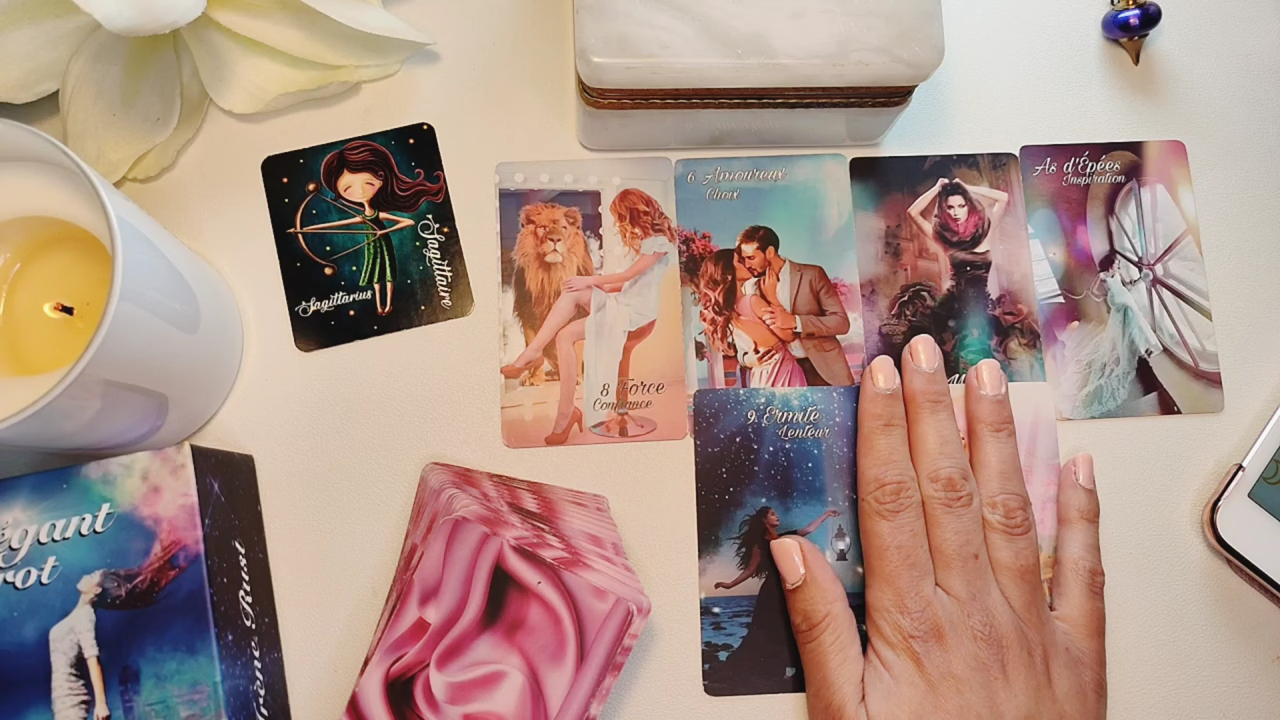 Sagittaire
Sagittarius
8 Force
Confiance
6 Amoureux
Choix
As d'Épées
Inspiration
9. Ermite
Lenteur
égant
rot
Rust